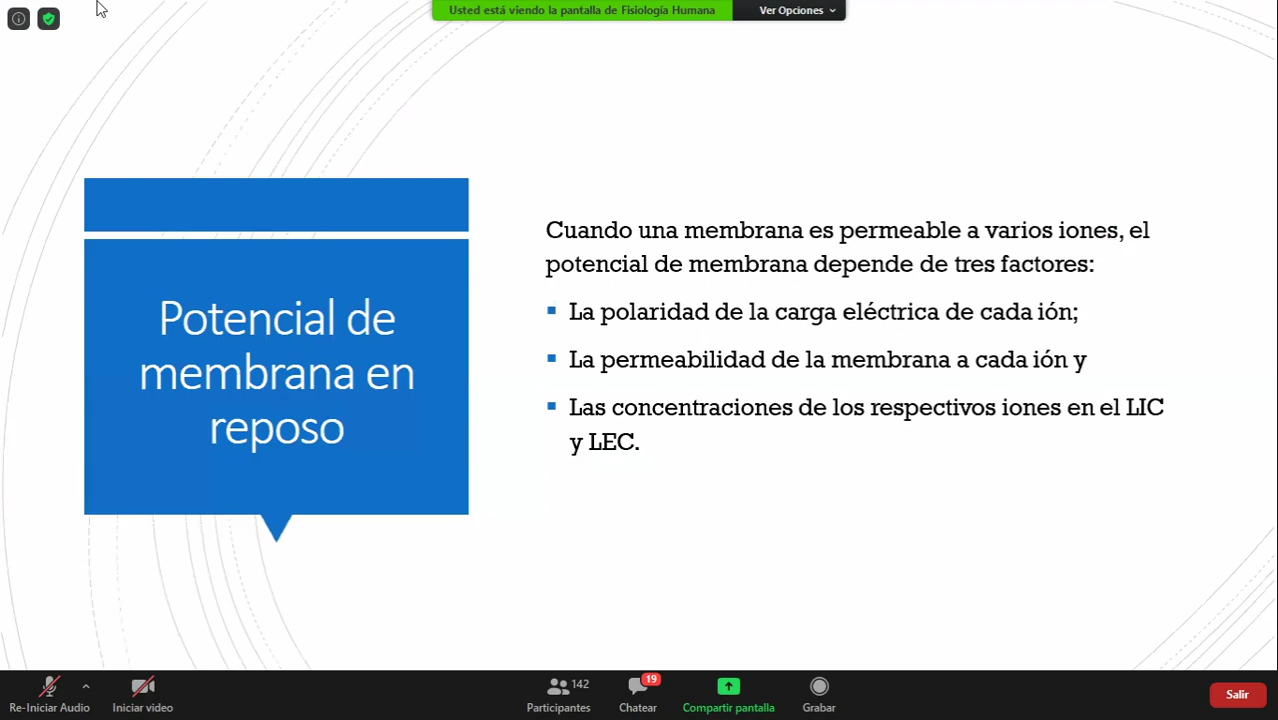 Usted está viendo la pantalla de Fisiología Humana
Ver Opciones
Potencial de
membrana en
reposo
Cuando una membrana es permeable a varios iones, el
potencial de membrana depende de tres factores:
La polaridad de la carga eléctrica de cada ión;
La permeabilidad de la membrana a cada ión y
Las concentraciones de los respectivos iones en el LIC
y LEC.
Re-Iniciar Audio
Iniciar video
142
Participantes
19
Chatear
Compartir pantalla
Grabar
Salir